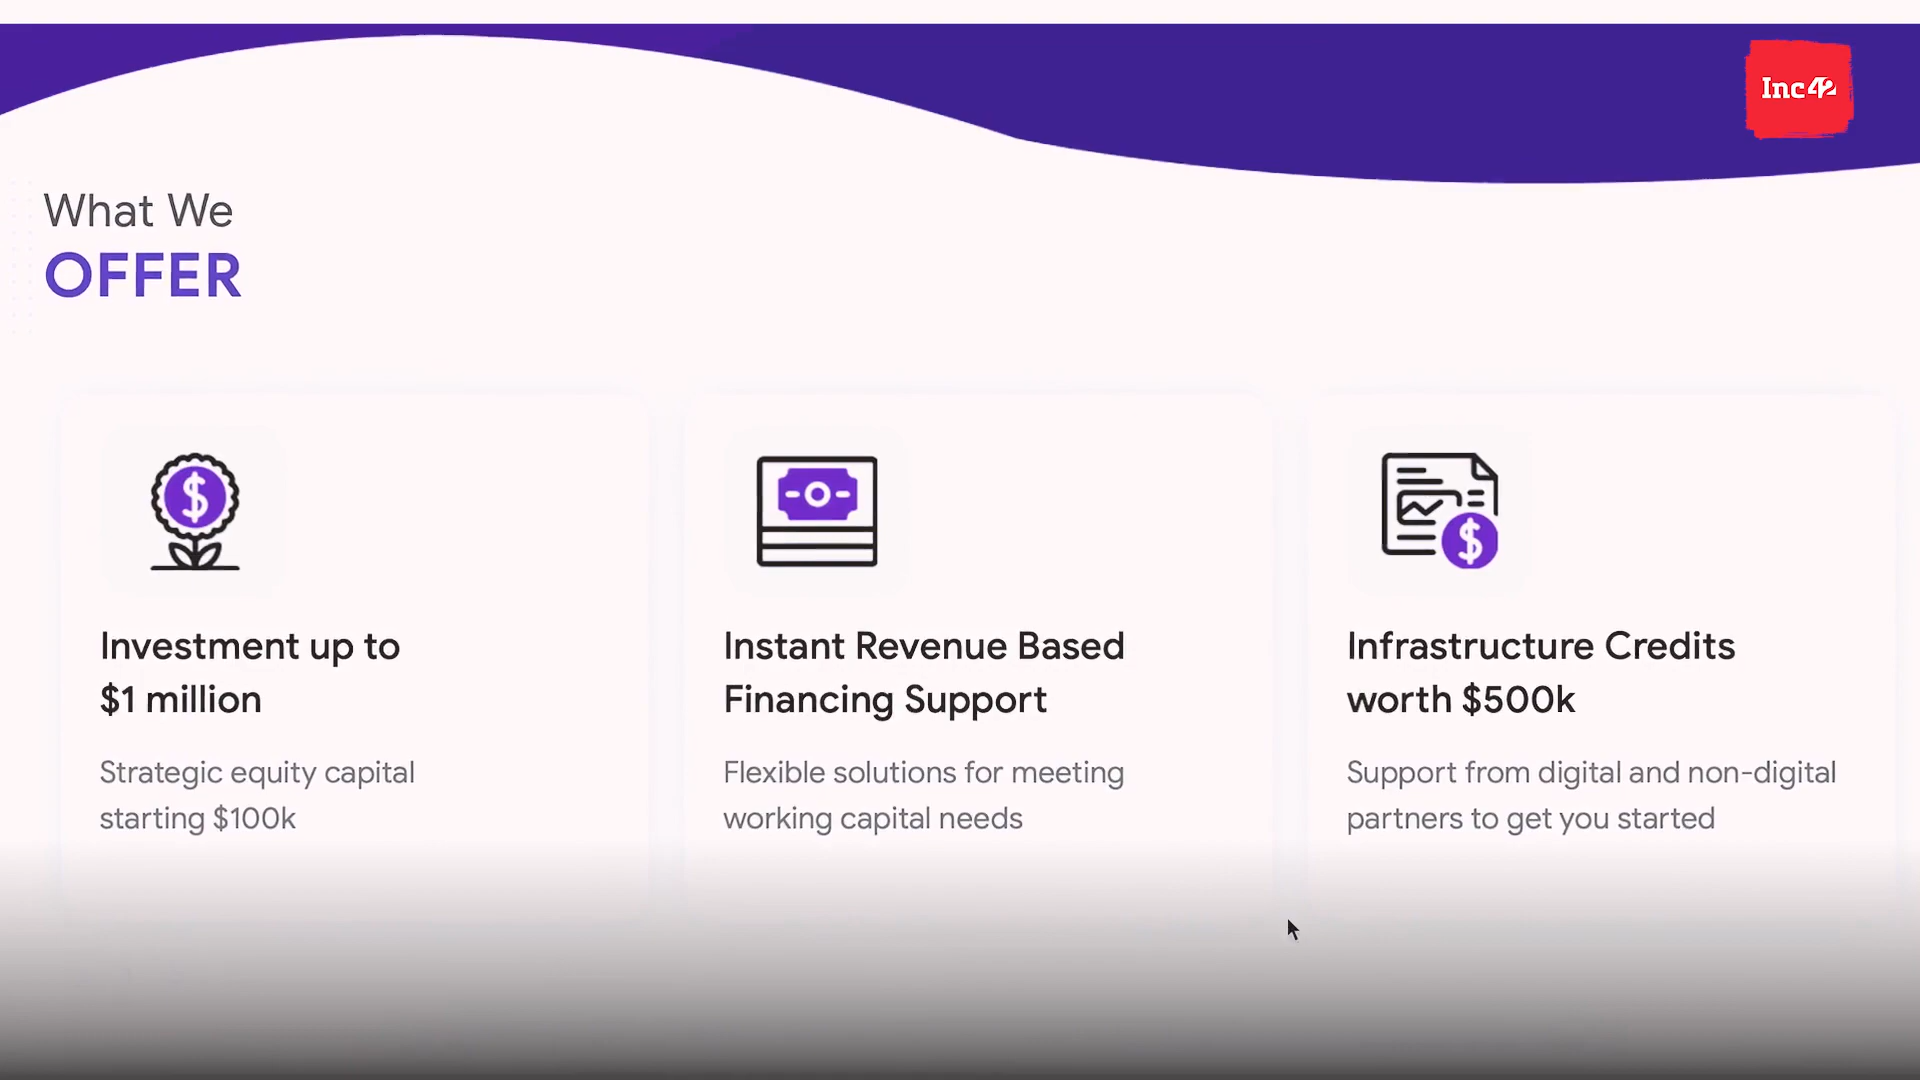 Inc42
What We
OFFER
Investment up to
$1 million
Strategic equity capital
starting $100k
Instant Revenue Based
Financing Support
Flexible solutions for meeting
working capital needs
Infrastructure Credits
worth $500k
Support from digital and non-digital
partners to get you started